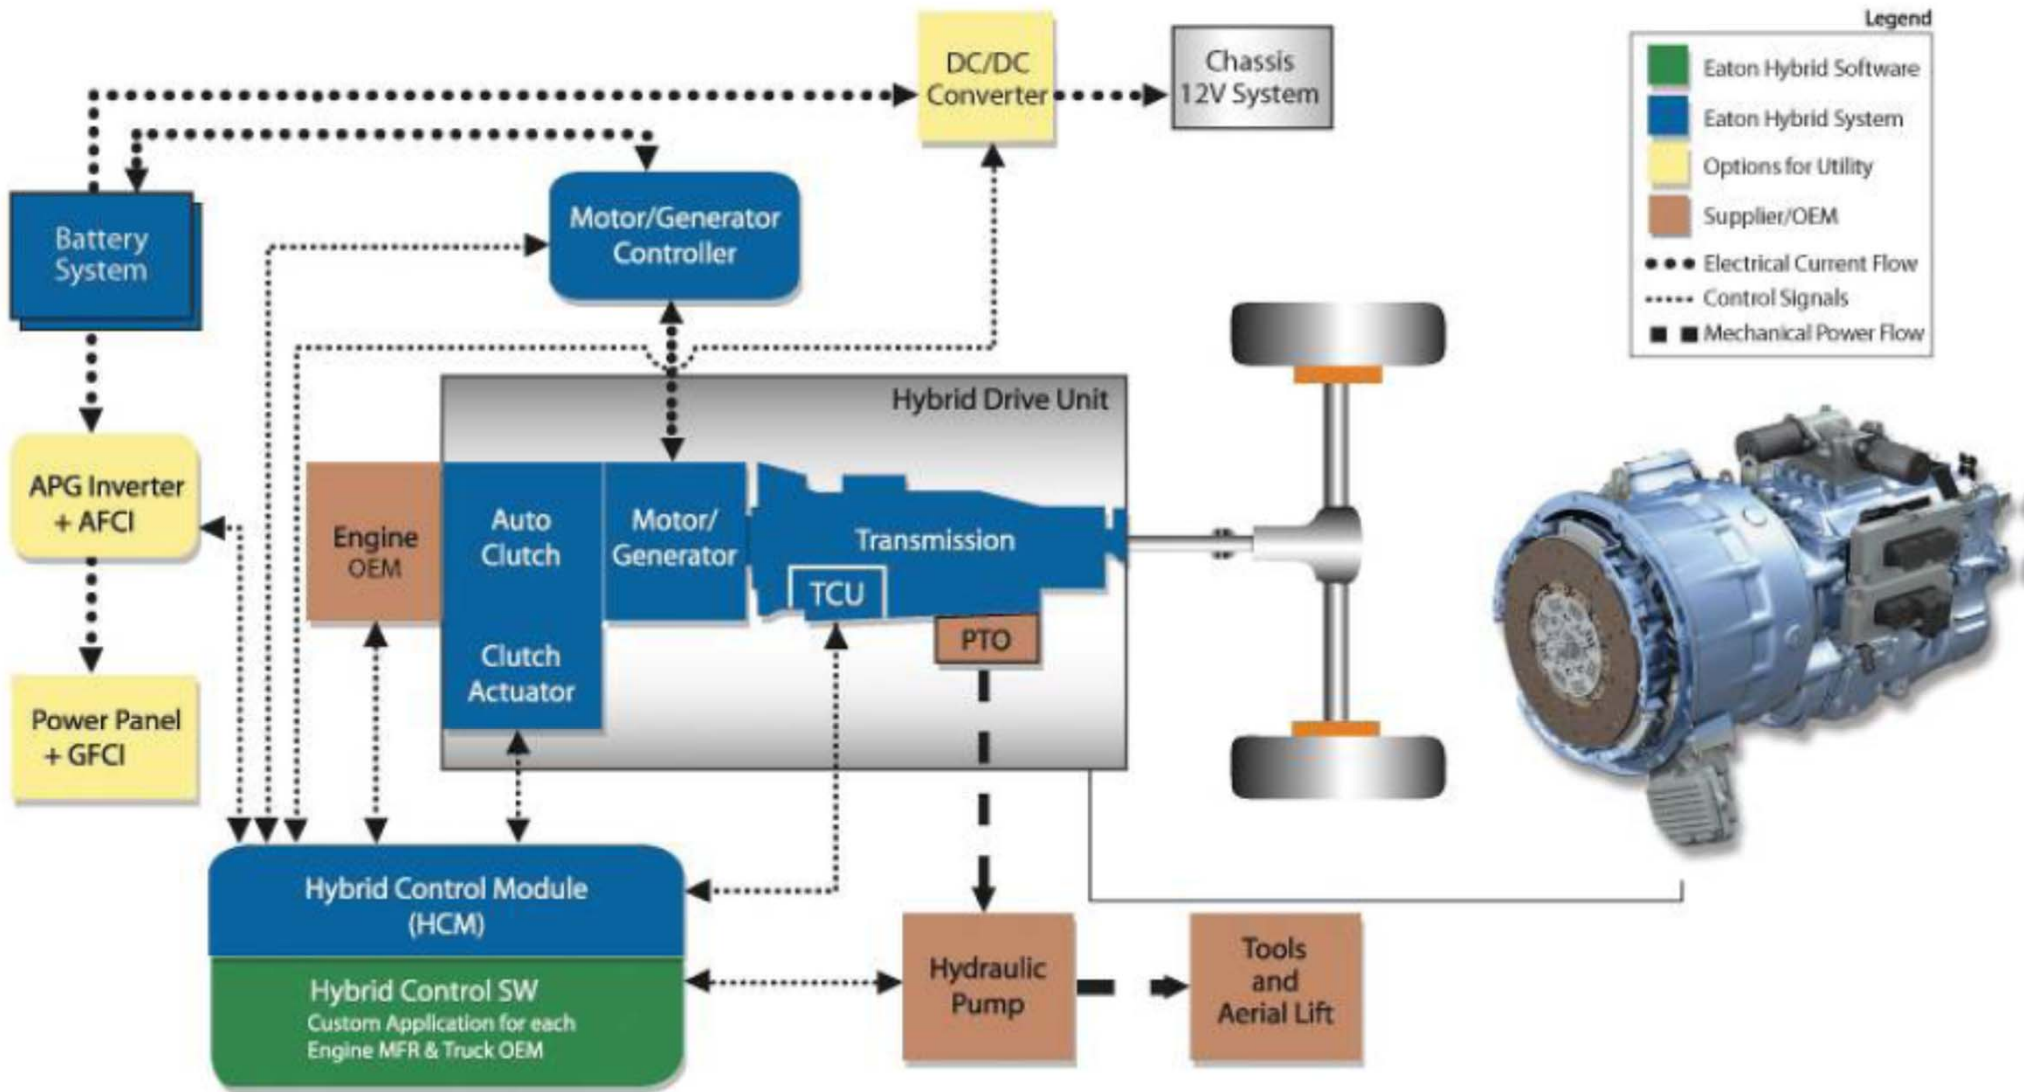 Legend
Eaton Hybrid Software
Eaton Hybrid System
Options for Utility
Supplier/OEM
Electrical Current Flow
Control Signals
Mechanical Power Flow
DC/DC
Converter
Chassis
12V System
Battery
System
Motor/Generator
Controller
Hybrid Drive Unit
APG Inverter
+ AFCI
Engine
OEM
Auto
Clutch
Motor/
Generator
Transmission
TCU
PTO
Clutch
Actuator
Power Panel
+ GFCI
Hybrid Control Module
(HCM)
Hybrid Control SW
Custom Application for each
Engine MFR & Truck OEM
Hydraulic
Pump
Tools
and
Aerial Lift